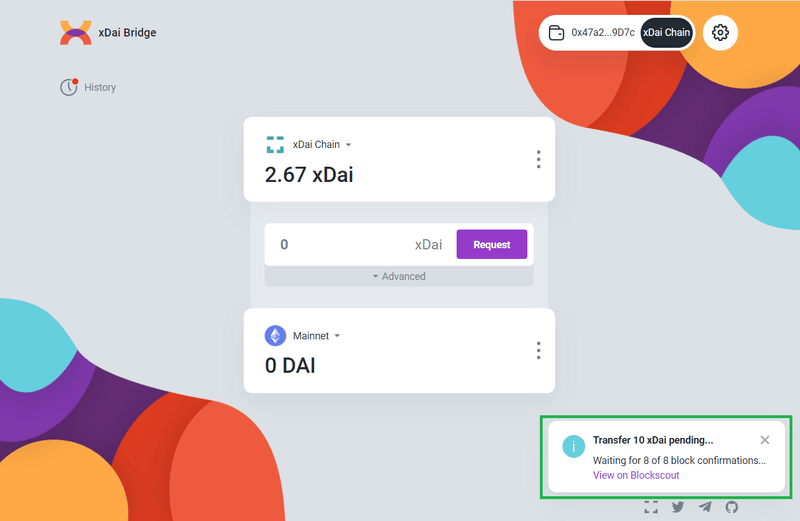 xDai Bridge
0x47a2...9D7c
xDai Chain
History
xDai Chain
2.67 xDai
0
xDai
Request
Advanced
Mainnet
0 DAI
Transfer 10 xDai pending...
Waiting for 8 of 8 block confirmations...
View on Blockscout